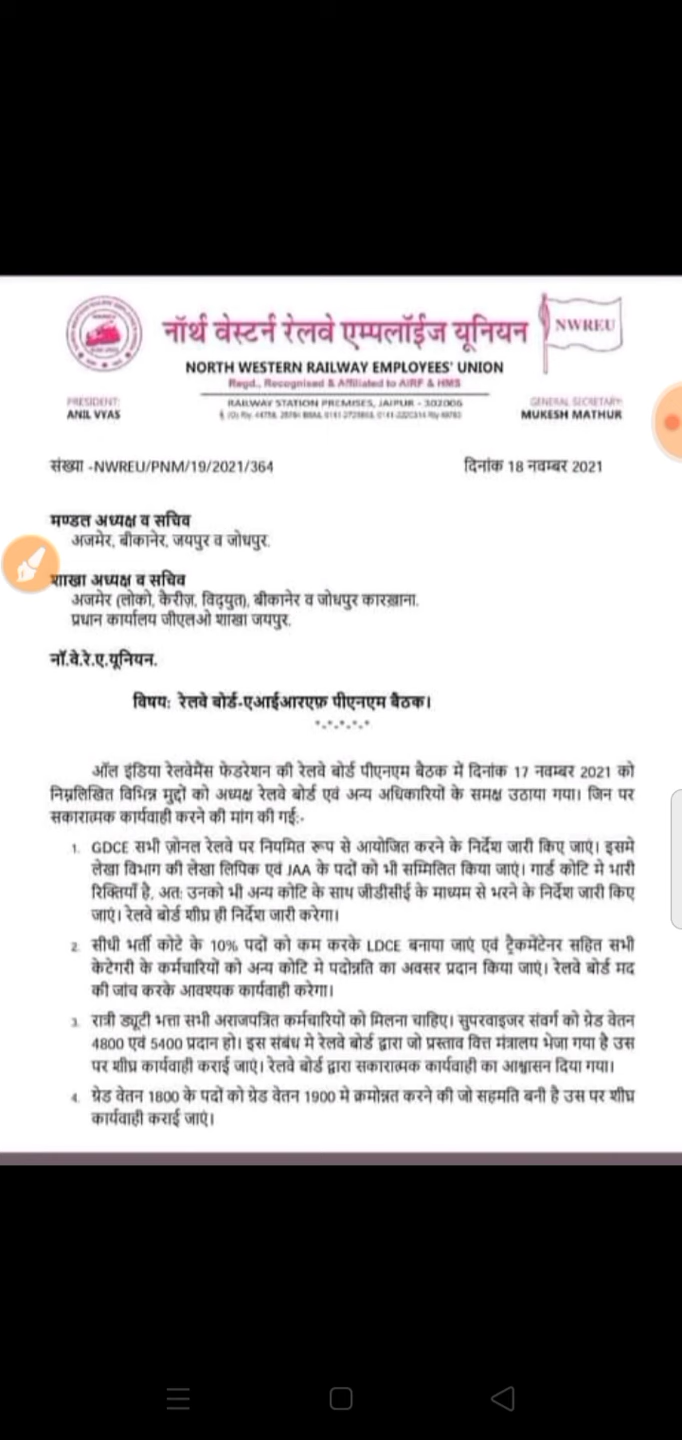 नॉर्थ वेस्टर्न रेलवे एम्पलॉईज यूनियन
NWREU
NORTH WESTERN RAILWAY EMPLOYEES' UNION
Regd., Recognised & Affiliated to AIRF & HMS
PRESIDENT:
ANIL VYAS
RAILWAY STATION PREMISES, JAIPUR - 302006
GENERAL SECRETARY:
MUKESH MATHUR
संख्या -NWREU/PNM/19/2021/364
दिनांक 18 नवम्बर 2021
मण्डल अध्यक्ष व सचिव
अजमेर, बीकानेर, जयपुर व जोधपुर.
शाखा अध्यक्ष व सचिव
अजमेर (लोको, कैरीज़, विद्युत), बीकानेर व जोधपुर कारख़ाना.
प्रधान कार्यालय जीएलओ शाखा जयपुर.
नॉ.वे.रे.ए.यूनियन.
विषय: रेलवे बोर्ड-एआईआरएफ़ पीएनएम बैठक।
*-*-*-*-*
ऑल इंडिया रेलवेमैंस फेडरेशन की रेलवे बोर्ड पीएनएम बैठक में दिनांक 17 नवम्बर 2021 को
निम्नलिखित विभिन्न मुद्दों को अध्यक्ष रेलवे बोर्ड एवं अन्य अधिकारियों के समक्ष उठाया गया। जिन पर
सकारात्मक कार्यवाही करने की मांग की गई:-
1. GDCE सभी ज़ोनल रेलवे पर नियमित रूप से आयोजित करने के निर्देश जारी किए जाएं। इसमे
लेखा विभाग की लेखा लिपिक एवं JAA के पदों को भी सम्मिलित किया जाएं। गार्ड कोटि मे भारी
रिक्तियाँ है, अत: उनको भी अन्य कोटि के साथ जीडीसीई के माध्यम से भरने के निर्देश जारी किए
जाएं। रेलवे बोर्ड शीघ्र ही निर्देश जारी करेगा।
2. सीधी भर्ती कोटे के 10% पदों को कम करके LDCE बनाया जाएं एवं ट्रैकमेंटेनर सहित सभी
केटेगरी के कर्मचारियों को अन्य कोटि मे पदोन्नति का अवसर प्रदान किया जाएं। रेलवे बोर्ड मद
की जांच करके आवश्यक कार्यवाही करेगा।
3. रात्री ड्यूटी भत्ता सभी अराजपत्रित कर्मचारियों को मिलना चाहिए। सुपरवाइजर संवर्ग को ग्रेड वेतन
4800 एवं 5400 प्रदान हो। इस संबंध मे रेलवे बोर्ड द्वारा जो प्रस्ताव वित्त मंत्रालय भेजा गया है उस
पर शीघ्र कार्यवाही कराई जाएं। रेलवे बोर्ड द्वारा सकारात्मक कार्यवाही का आश्वासन दिया गया।
4. ग्रेड वेतन 1800 के पदों को ग्रेड वेतन 1900 मे क्रमोन्नत करने की जो सहमति बनी है उस पर शीघ्र
कार्यवाही कराई जाएं।